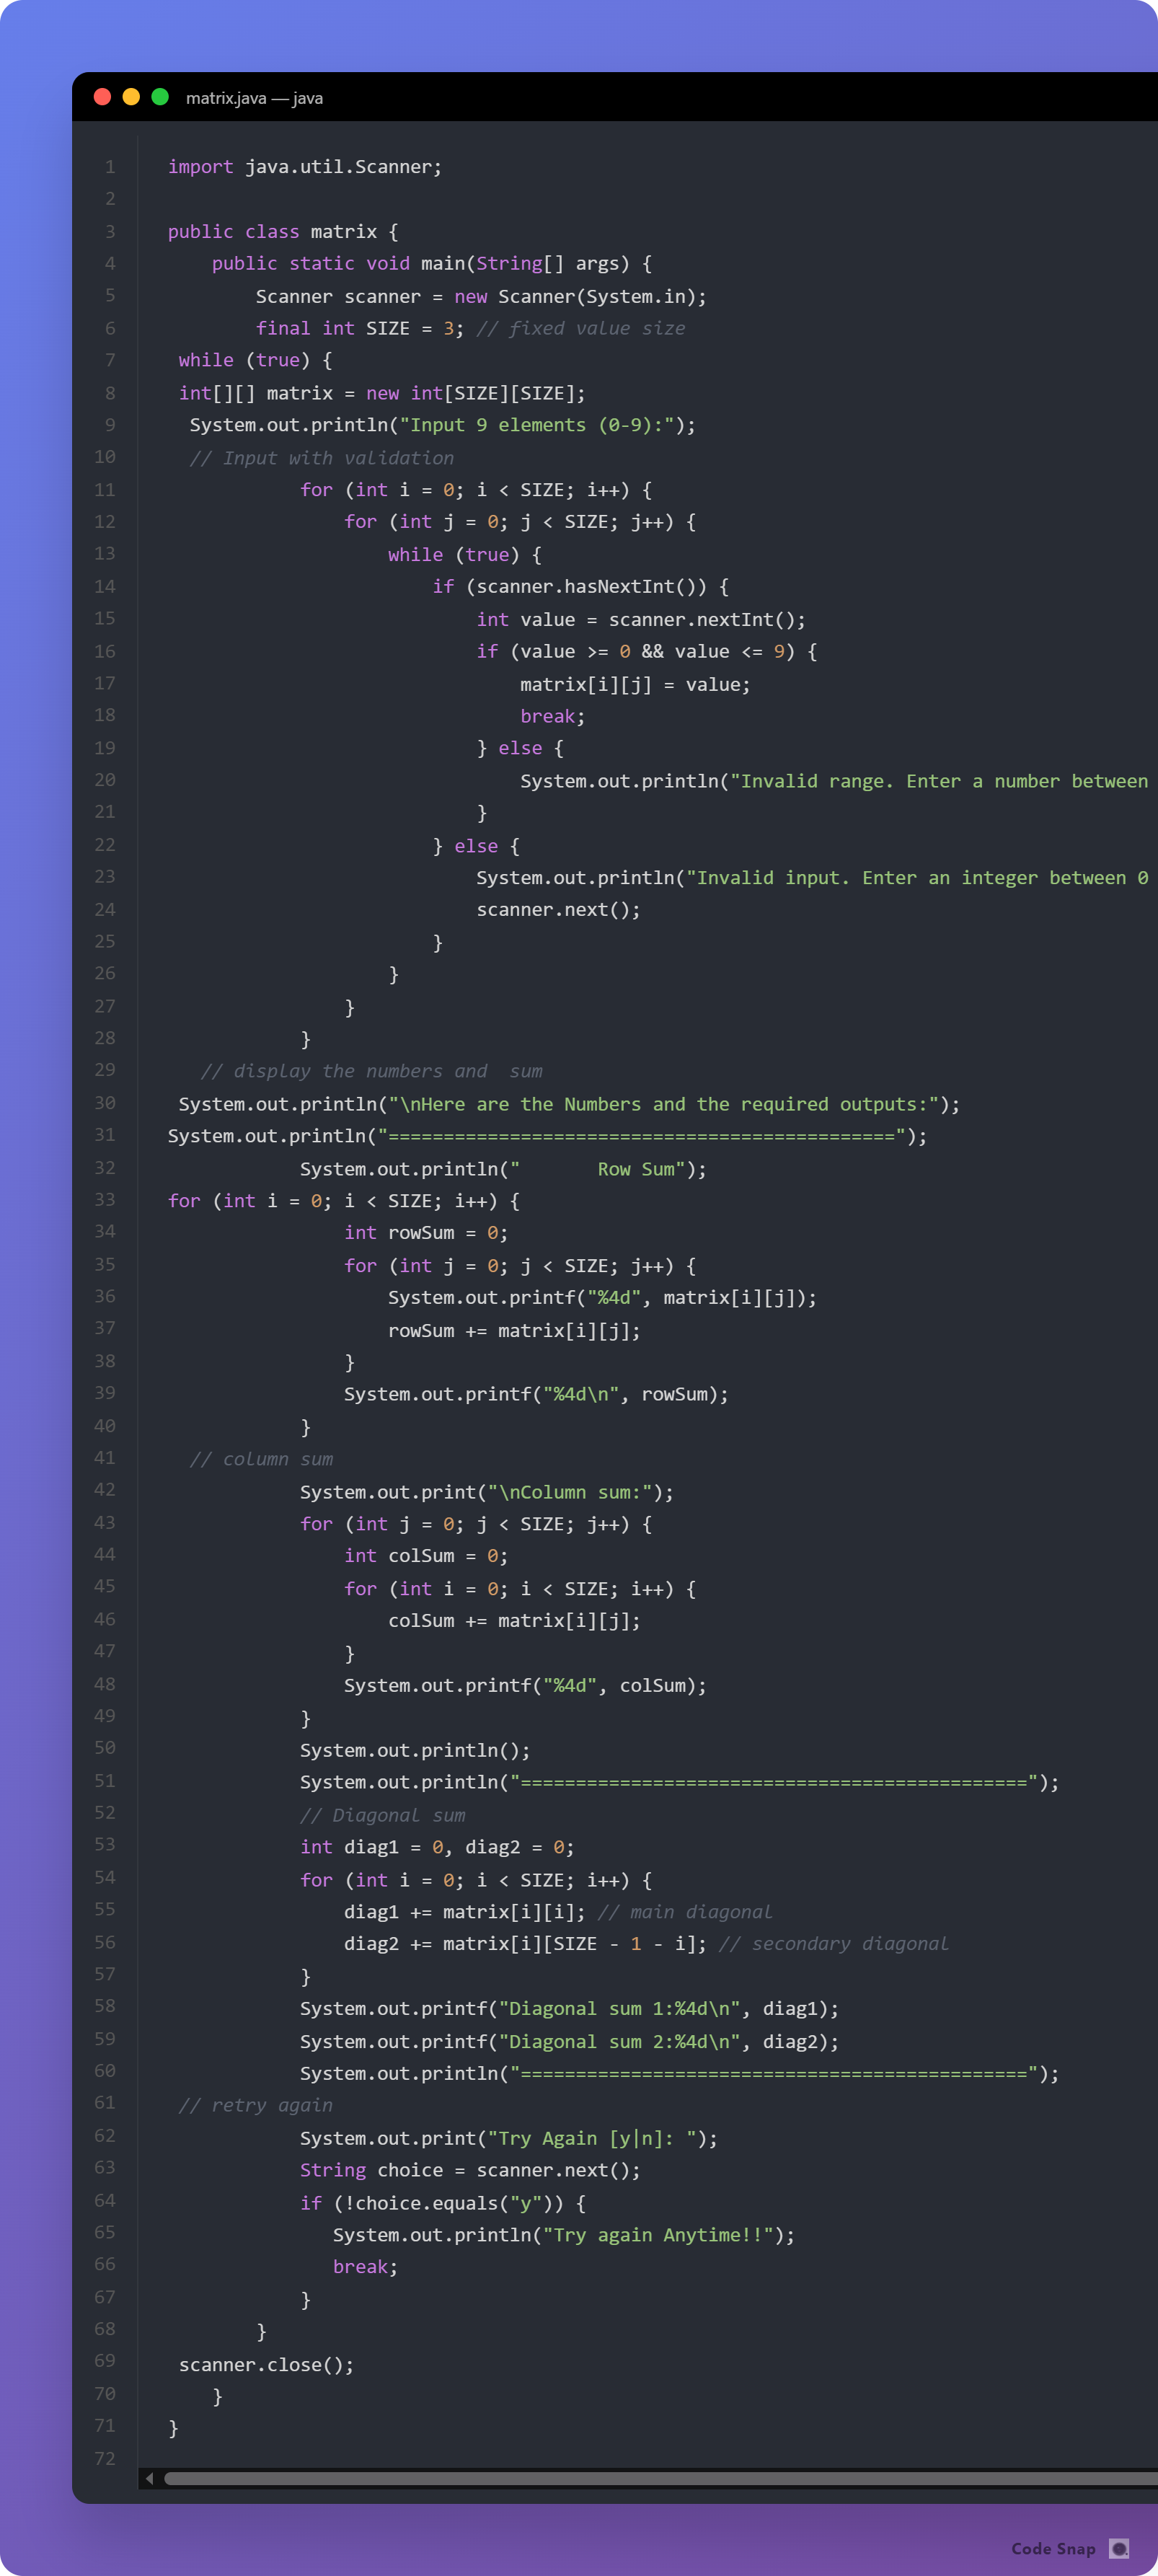 matrix.java — java
1 import java.util.Scanner;
2
3 public class matrix {
4     public static void main(String[] args) {
5         Scanner scanner = new Scanner(System.in);
6         final int SIZE = 3; // fixed value size
7  while (true) {
8  int[][] matrix = new int[SIZE][SIZE];
9   System.out.println("Input 9 elements (0-9):");
10   // Input with validation
11             for (int i = 0; i < SIZE; i++) {
12                 for (int j = 0; j < SIZE; j++) {
13                     while (true) {
14                         if (scanner.hasNextInt()) {
15                             int value = scanner.nextInt();
16                             if (value >= 0 && value <= 9) {
17                                 matrix[i][j] = value;
18                                 break;
19                             } else {
20                                 System.out.println("Invalid range. Enter a number between
21                             }
22                         } else {
23                             System.out.println("Invalid input. Enter an integer between 0
24                             scanner.next();
25                         }
26                     }
27                 }
28             }
29    // display the numbers and  sum
30  System.out.println("\nHere are the Numbers and the required outputs:");
31 System.out.println("==============================================");
32             System.out.println("       Row Sum");
33 for (int i = 0; i < SIZE; i++) {
34                 int rowSum = 0;
35                 for (int j = 0; j < SIZE; j++) {
36                     System.out.printf("%4d", matrix[i][j]);
37                     rowSum += matrix[i][j];
38                 }
39                 System.out.printf("%4d\n", rowSum);
40             }
41   // column sum
42             System.out.print("\nColumn sum:");
43             for (int j = 0; j < SIZE; j++) {
44                 int colSum = 0;
45                 for (int i = 0; i < SIZE; i++) {
46                     colSum += matrix[i][j];
47                 }
48                 System.out.printf("%4d", colSum);
49             }
50             System.out.println();
51             System.out.println("==============================================");
52             // Diagonal sum
53             int diag1 = 0, diag2 = 0;
54             for (int i = 0; i < SIZE; i++) {
55                 diag1 += matrix[i][i]; // main diagonal
56                 diag2 += matrix[i][SIZE - 1 - i]; // secondary diagonal
57             }
58             System.out.printf("Diagonal sum 1:%4d\n", diag1);
59             System.out.printf("Diagonal sum 2:%4d\n", diag2);
60             System.out.println("==============================================");
61  // retry again
62             System.out.print("Try Again [y|n]: ");
63             String choice = scanner.next();
64             if (!choice.equals("y")) {
65                System.out.println("Try again Anytime!!");
66                break;
67             }
68         }
69  scanner.close();
70     }
71 }
72
Code Snap